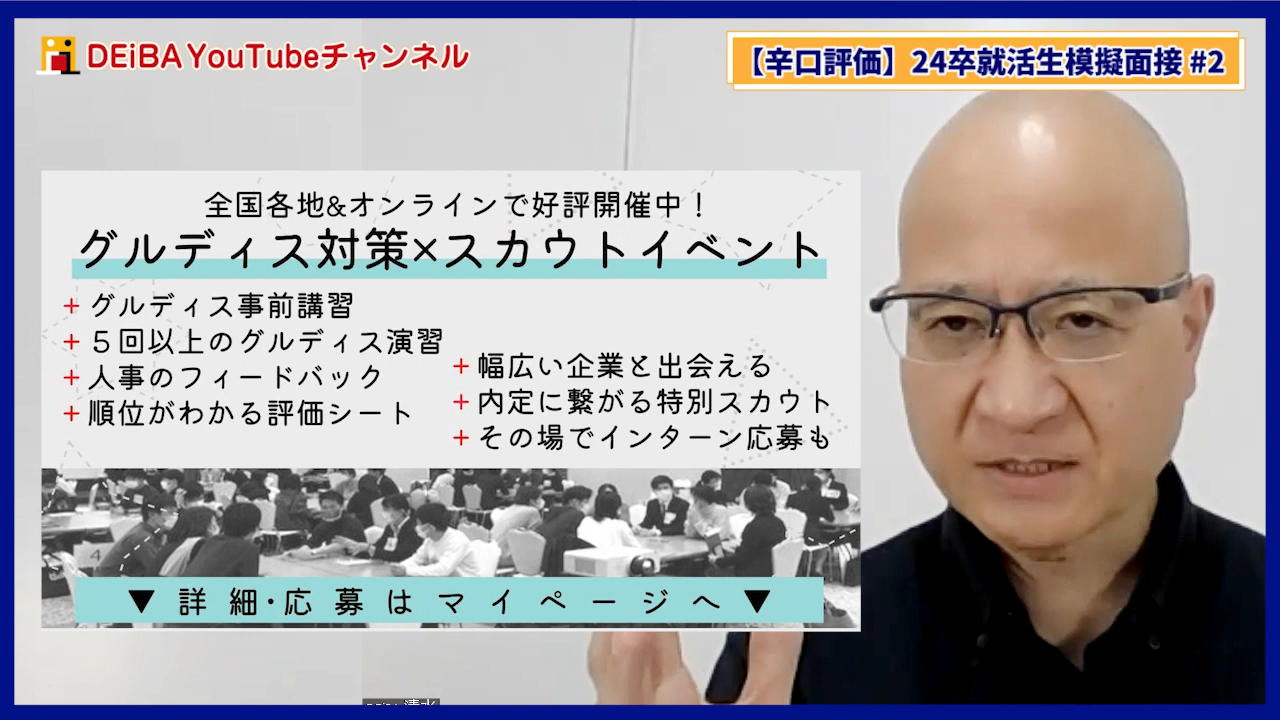 DEiBA YouTubeチャンネル
【辛口評価】24卒就活生模擬面接 #2
全国各地&オンラインで好評開催中！
グルディス対策×スカウトイベント
+ グルディス事前講習
+ ５回以上のグルディス演習
+ 人事のフィードバック
+ 順位がわかる評価シート
+ 幅広い企業と出会える
+ 内定に繋がる特別スカウト
+ その場でインターン応募も
4
▼ 詳細・応募はマイページへ ▼